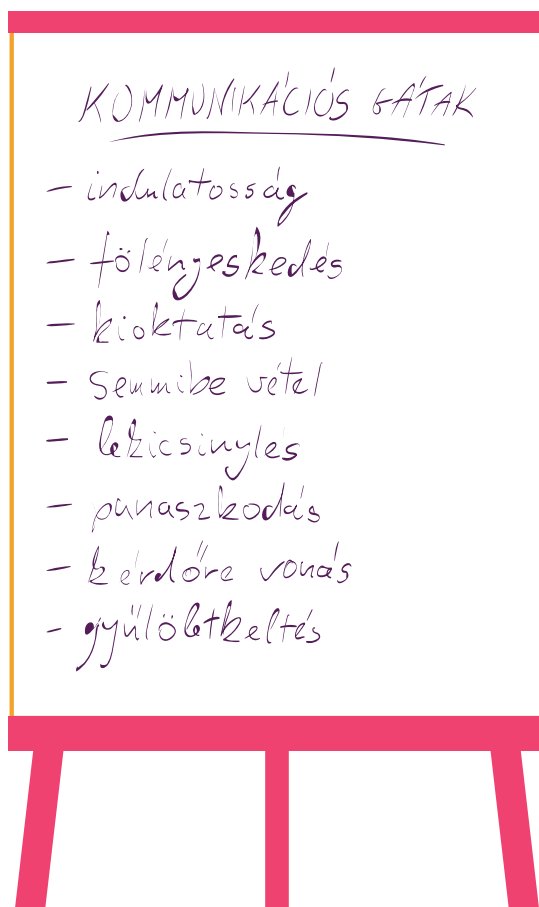 KOMMUNIKÁCIÓS GÁTAK
- indulatosság
- fölényeskedés
- kioktatás
- semmibe vétel
- lekicsinylés
- panaszkodás
- kérdőre vonás
- gyűlöletkeltés